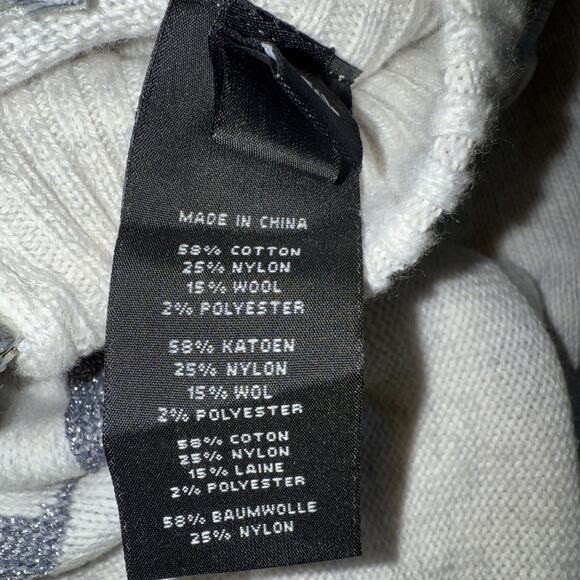 MADE IN CHINA
58% COTTON
25% NYLON
15% WOOL
2% POLYESTER
58% KATOEN
25% NYLON
15% WOL
2% POLYESTER
58% COTON
25% NYLON
15% LAINE
2% POLYESTER
58% BAUMWOLLE
25% NYLON